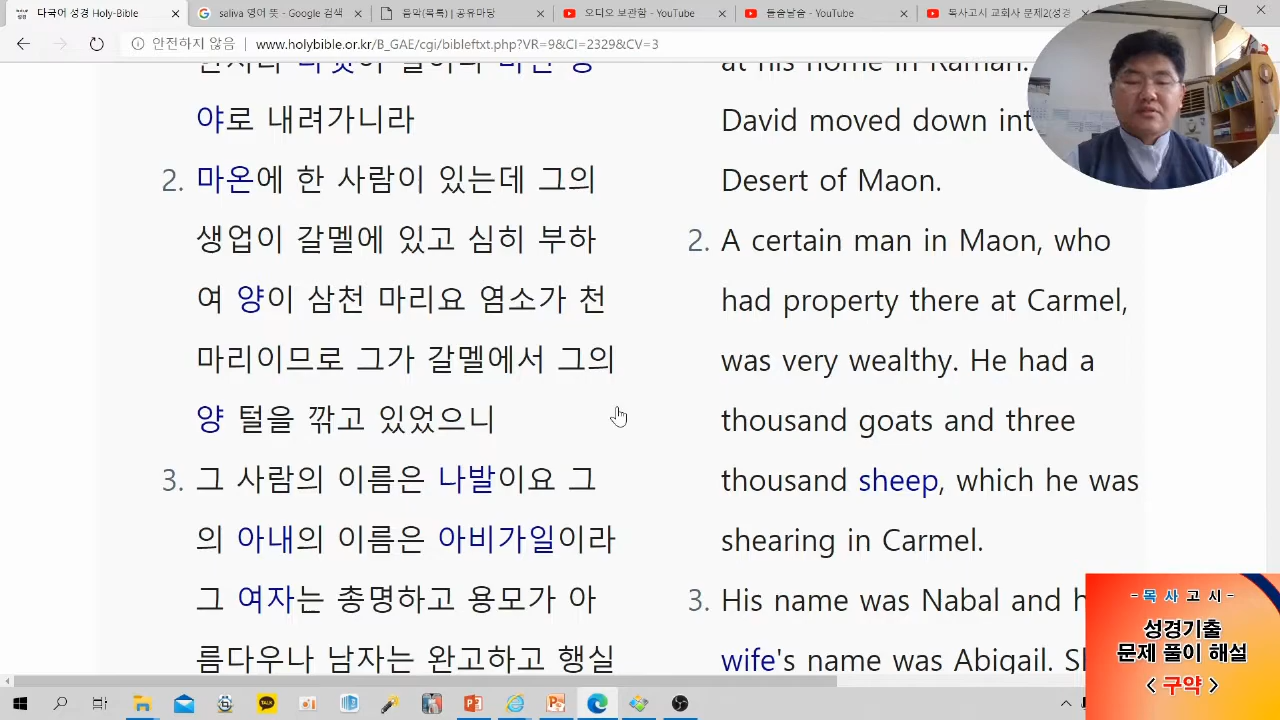 다국어 성경 Holy-Bible
saliva 영어 뜻 - Google 검색
음악(목록) | 공유마당
오디오 보관함 - YouTube
돌솔날솔 - YouTube
목사고시 교회사 문제2(성경
안전하지 않음 | www.holybible.or.kr/B_GAE/cgi/bibleftxt.php?VR=9&CI=2329&CV=3
야로 내려가니라
2. 마온에 한 사람이 있는데 그의
생업이 갈멜에 있고 심히 부하
여 양이 삼천 마리요 염소가 천
마리이므로 그가 갈멜에서 그의
양 털을 깎고 있었으니
3. 그 사람의 이름은 나발이요 그
의 아내의 이름은 아비가일이라
그 여자는 총명하고 용모가 아
름다우나 남자는 완고하고 행실
at his home in Ramah.
David moved down int
Desert of Maon.
2. A certain man in Maon, who
had property there at Carmel,
was very wealthy. He had a
thousand goats and three
thousand sheep, which he was
shearing in Carmel.
3. His name was Nabal and h
wife's name was Abigail. S
- 목 사 고 시 -
성경기출
문제 풀이 해설
< 구약 >